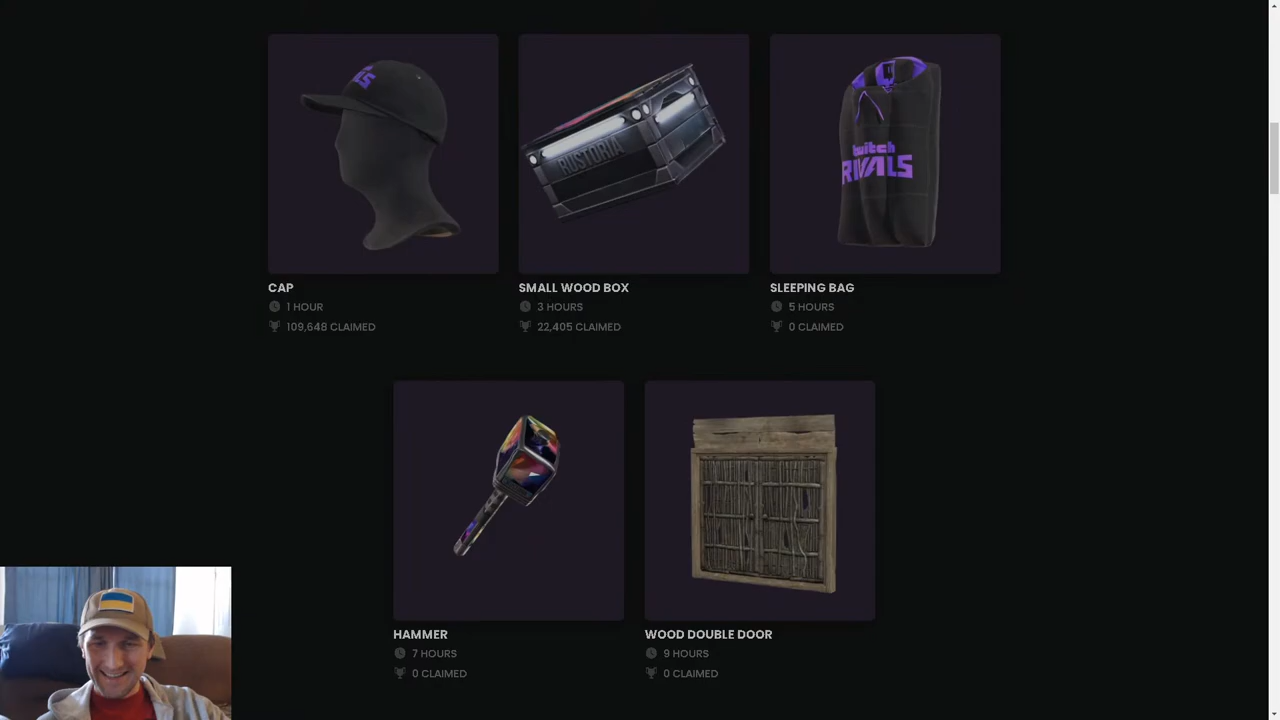 RUSTORIA
twitch
RIVALS
CAP
1 HOUR
109,648 CLAIMED
SMALL WOOD BOX
3 HOURS
22,405 CLAIMED
SLEEPING BAG
5 HOURS
0 CLAIMED
HAMMER
7 HOURS
0 CLAIMED
WOOD DOUBLE DOOR
9 HOURS
0 CLAIMED